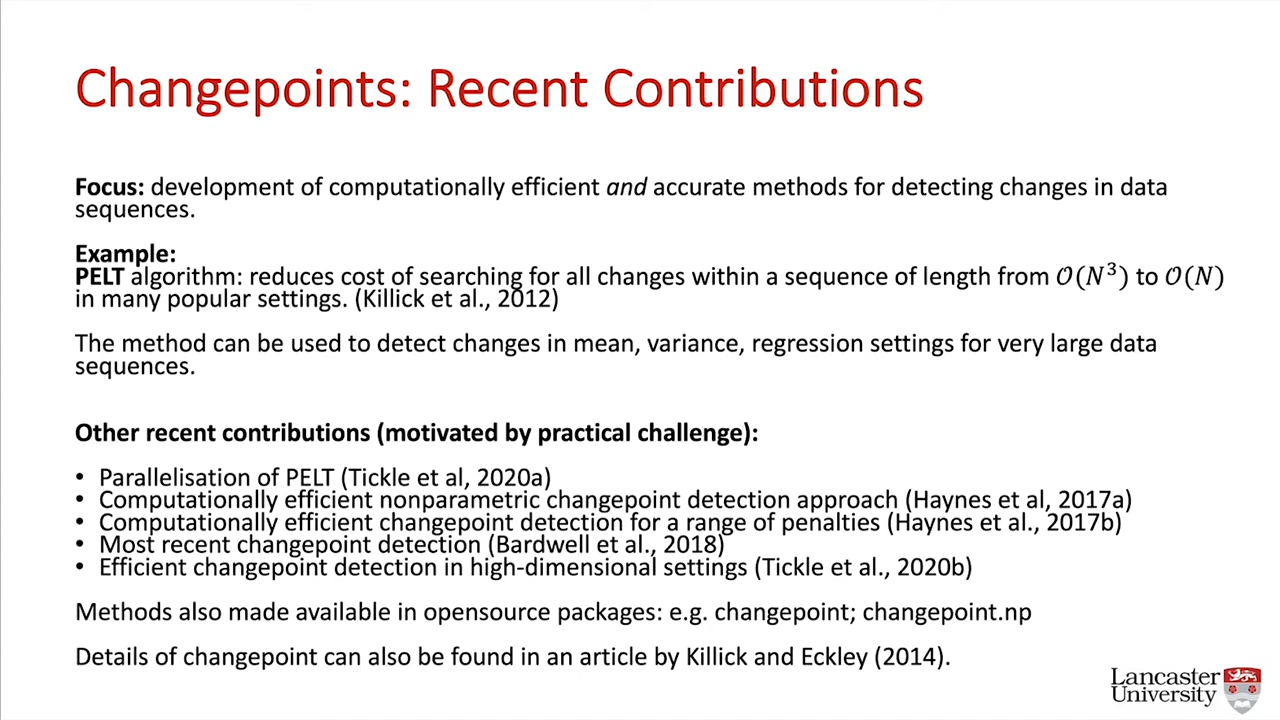 Changepoints: Recent Contributions
Focus: development of computationally efficient and accurate methods for detecting changes in data
sequences.
Example:
PELT algorithm: reduces cost of searching for all changes within a sequence of length from 𝒪(N³) to 𝒪(N)
in many popular settings. (Killick et al., 2012)
The method can be used to detect changes in mean, variance, regression settings for very large data
sequences.
Other recent contributions (motivated by practical challenge):
• Parallelisation of PELT (Tickle et al, 2020a)
• Computationally efficient nonparametric changepoint detection approach (Haynes et al, 2017a)
• Computationally efficient changepoint detection for a range of penalties (Haynes et al., 2017b)
• Most recent changepoint detection (Bardwell et al., 2018)
• Efficient changepoint detection in high-dimensional settings (Tickle et al., 2020b)
Methods also made available in opensource packages: e.g. changepoint; changepoint.np
Details of changepoint can also be found in an article by Killick and Eckley (2014).
Lancaster
University